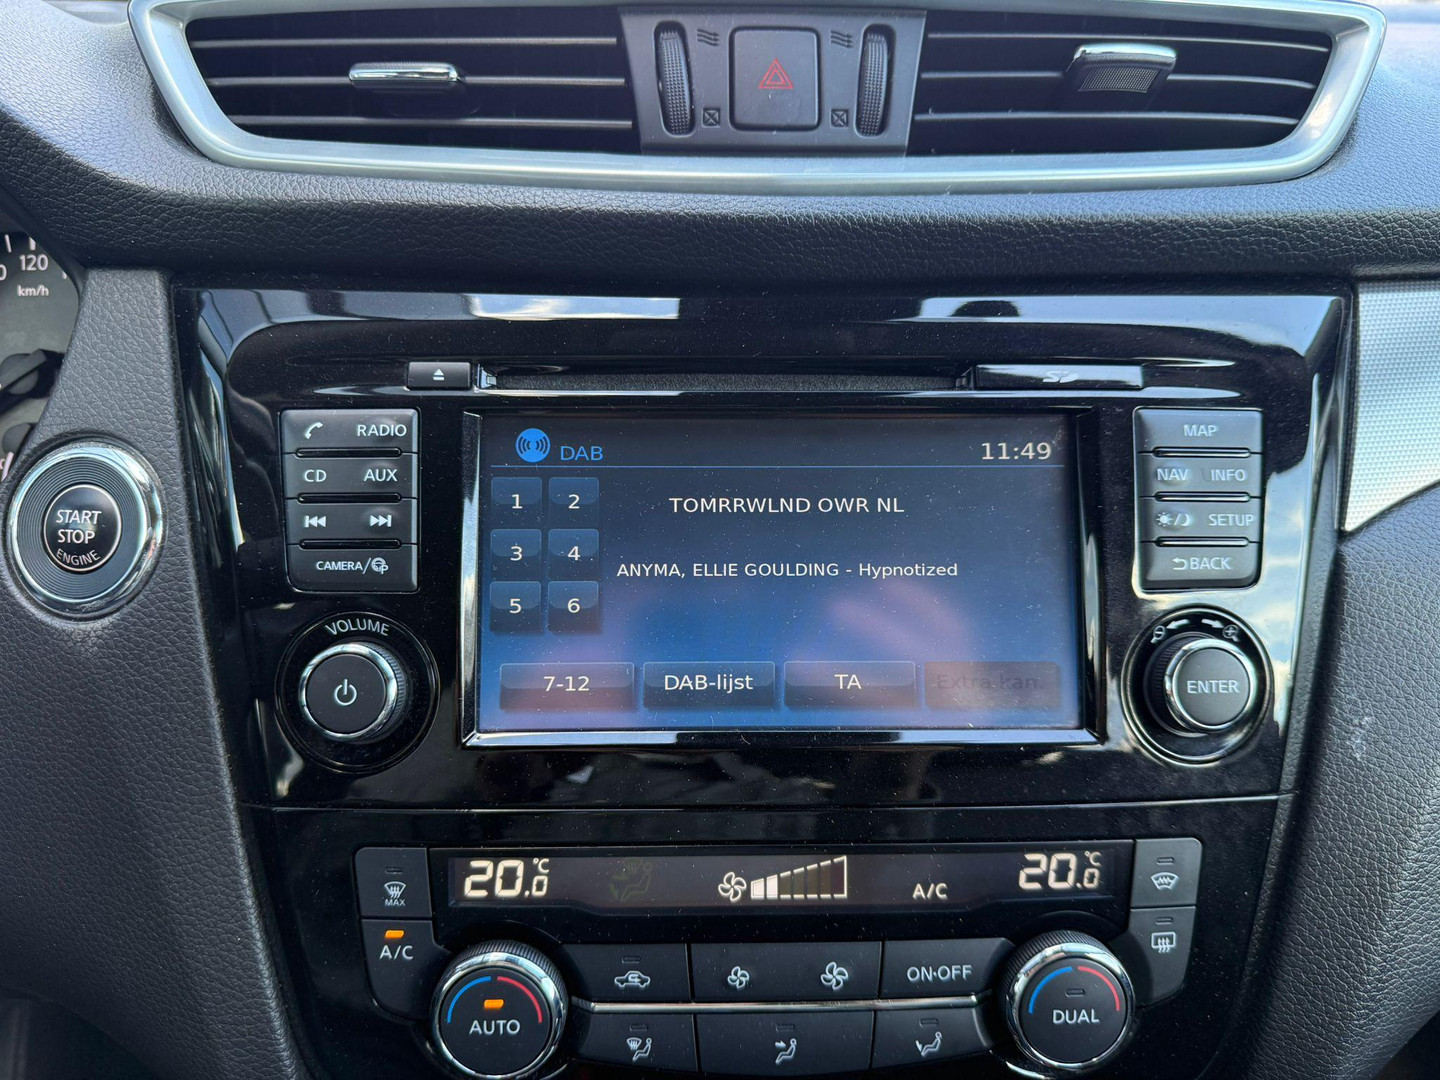 120
km/h
START
STOP
ENGINE
RADIO
CD AUX
CAMERA/
VOLUME
DAB 11:49
1 2 TOMRRWLND OWR NL
3 4 ANYMA, ELLIE GOULDING - Hypnotized
5 6
7-12 DAB-lijst TA Extra kan.
MAP
NAV INFO
SETUP
BACK
ENTER
20.0 °C A/C 20.0 °C
MAX
A/C
AUTO
ON·OFF
DUAL